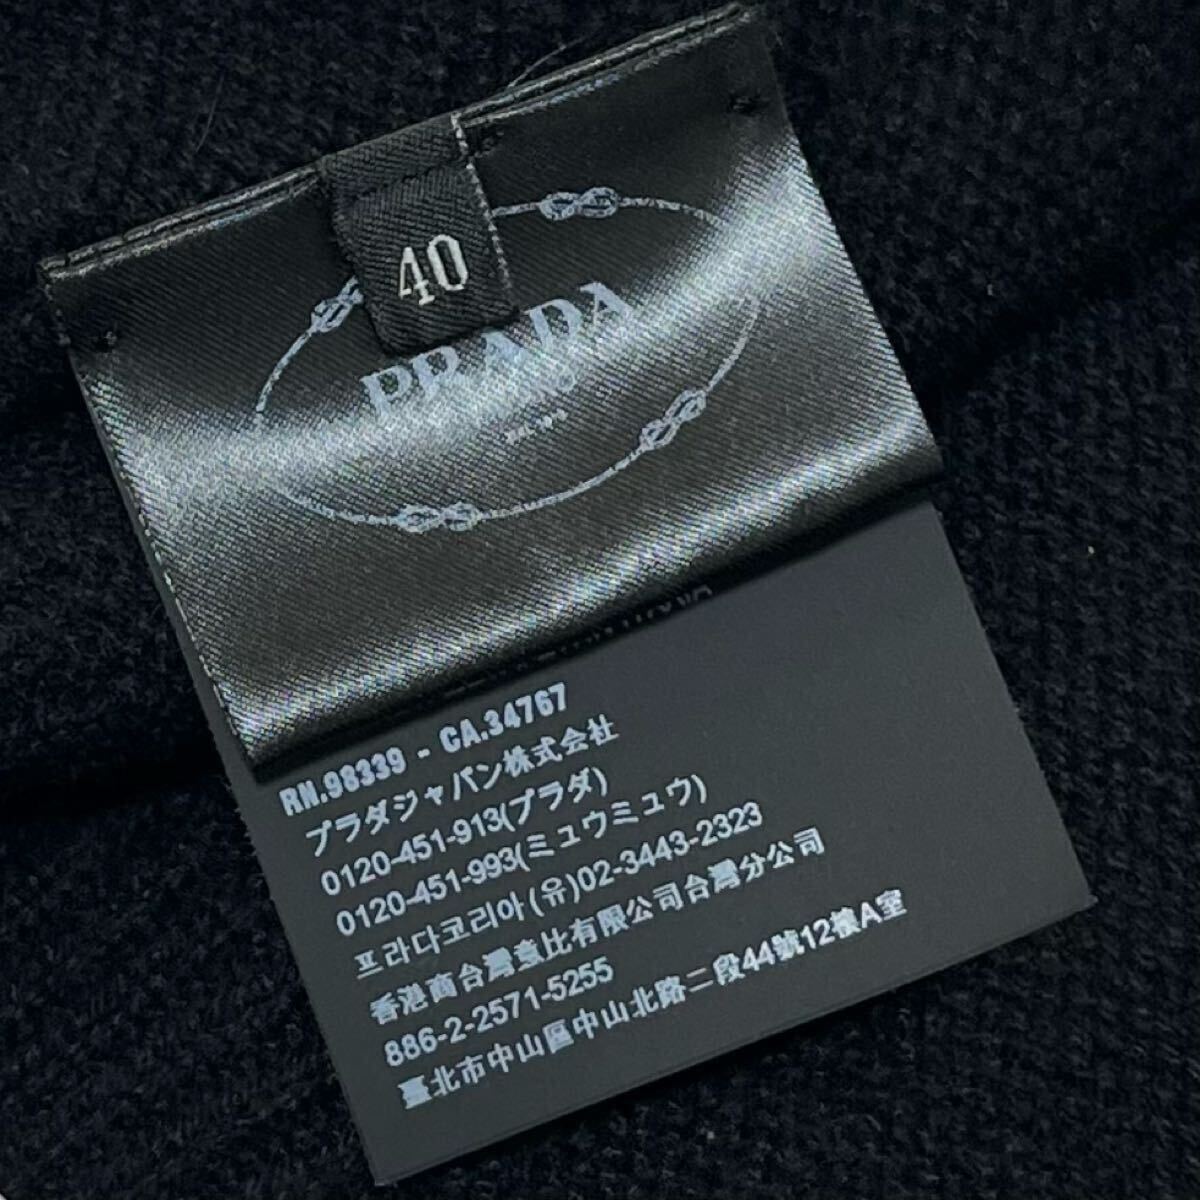 40
PRADA
RN.98339 - CA.34767
プラダジャパン株式会社
0120-451-913(プラダ)
0120-451-993(ミュウミュウ)
프라다코리아(유)02-3443-2323
香港商台灣意比有限公司台灣分公司
886-2-2571-5255
臺北市中山區中山北路二段44號12樓A室